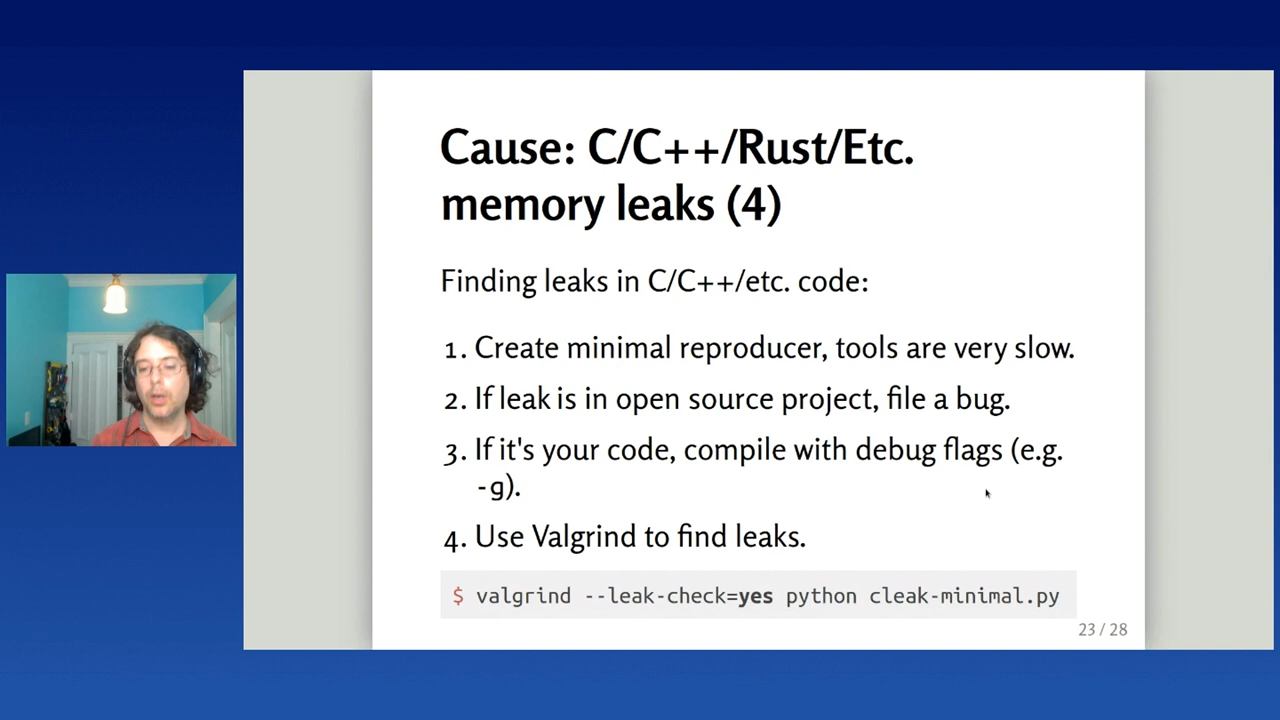 Cause: C/C++/Rust/Etc.
memory leaks (4)
Finding leaks in C/C++/etc. code:
1. Create minimal reproducer, tools are very slow.
2. If leak is in open source project, file a bug.
3. If it's your code, compile with debug flags (e.g.
-g).
4. Use Valgrind to find leaks.
$ valgrind --leak-check=yes python cleak-minimal.py
23 / 28